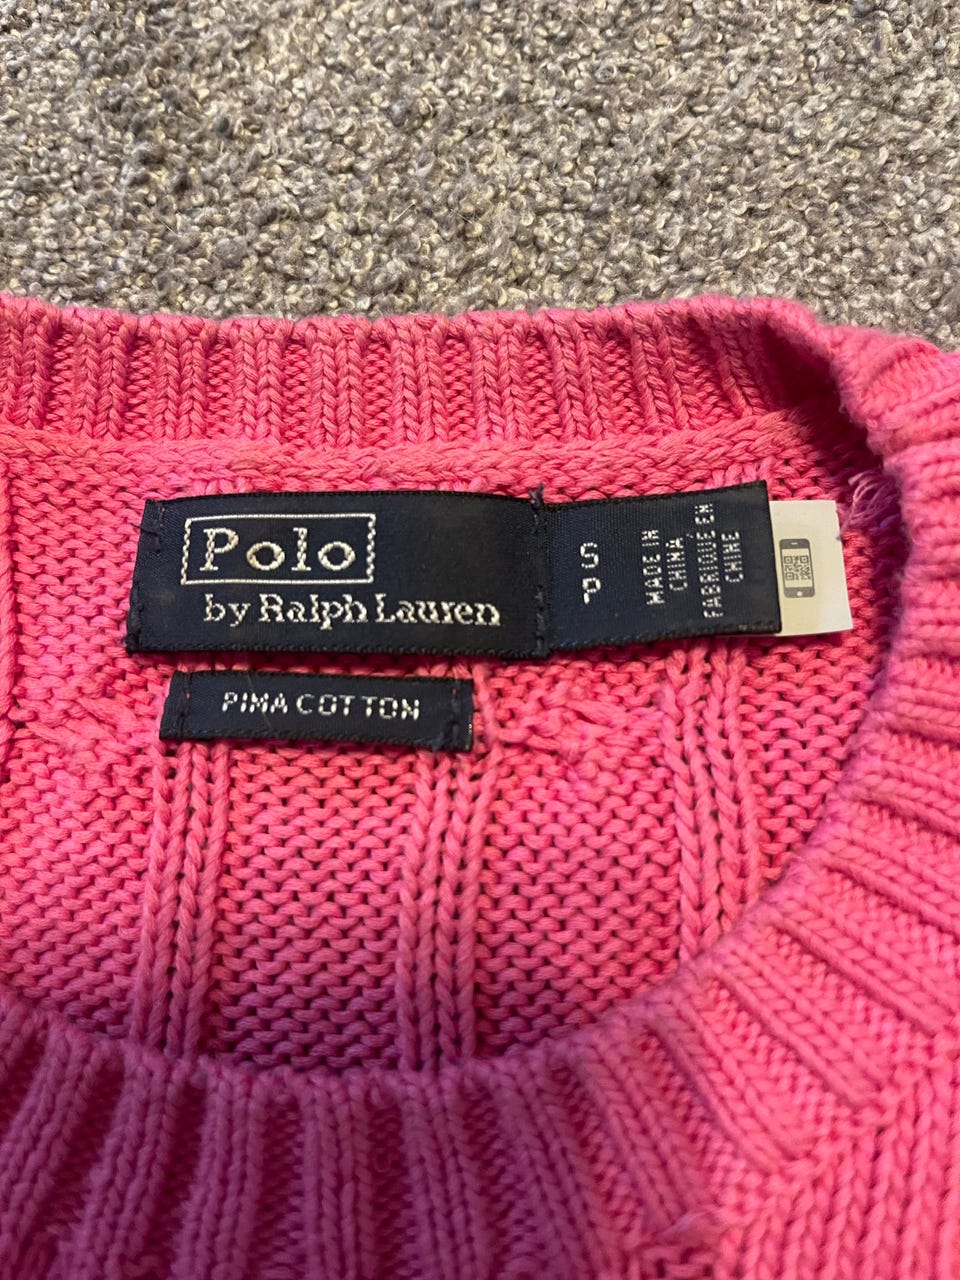 Polo
by Ralph Lauren
PIMA COTTON
S
P
MADE IN
CHINA
FABRIQUÉ EN
CHINE